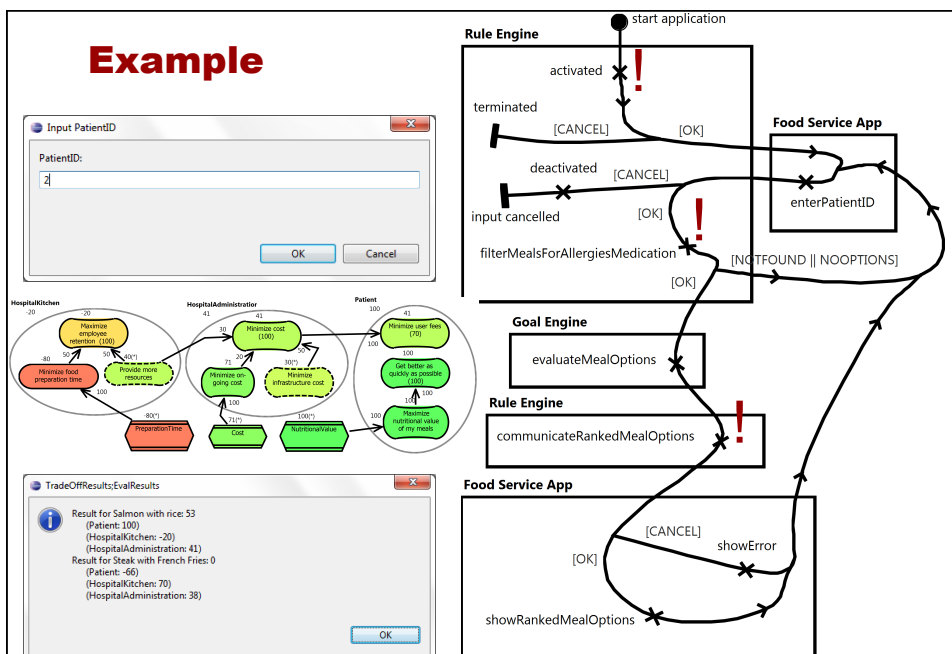 Example
Input PatientID
PatientID:
2
OK
Cancel
HospitalKitchen
-20
-20
Maximize
employee
retention (100)
-80
50
50
40(*)
Minimize food
preparation time
Provide more
resources
100
-80(*)
PreparationTime
HospitalAdministration
41
41
30
Minimize cost
(100)
71
20
50
30(*)
Minimize on-
going cost
Minimize
infrastructure cost
100
71(*)
Cost
100(*)
NutritionalValue
Patient
100
41
100
Minimize user fees
(70)
100
100
Get better as
quickly as possible
(100)
100
100
100
100
Maximize
nutritional value
of my meals
TradeOffResults;EvalResults
Result for Salmon with rice: 53
(Patient: 100)
(HospitalKitchen: -20)
(HospitalAdministration: 41)
Result for Steak with French Fries: 0
(Patient: -66)
(HospitalKitchen: 70)
(HospitalAdministration: 38)
OK
start application
Rule Engine
activated
!
terminated
[CANCEL]
[OK]
Food Service App
deactivated
[CANCEL]
input cancelled
[OK]
!
enterPatientID
filterMealsForAllergiesMedication
[OK]
[NOTFOUND || NOOPTIONS]
Goal Engine
evaluateMealOptions
Rule Engine
communicateRankedMealOptions
!
Food Service App
[CANCEL]
showError
[OK]
showRankedMealOptions